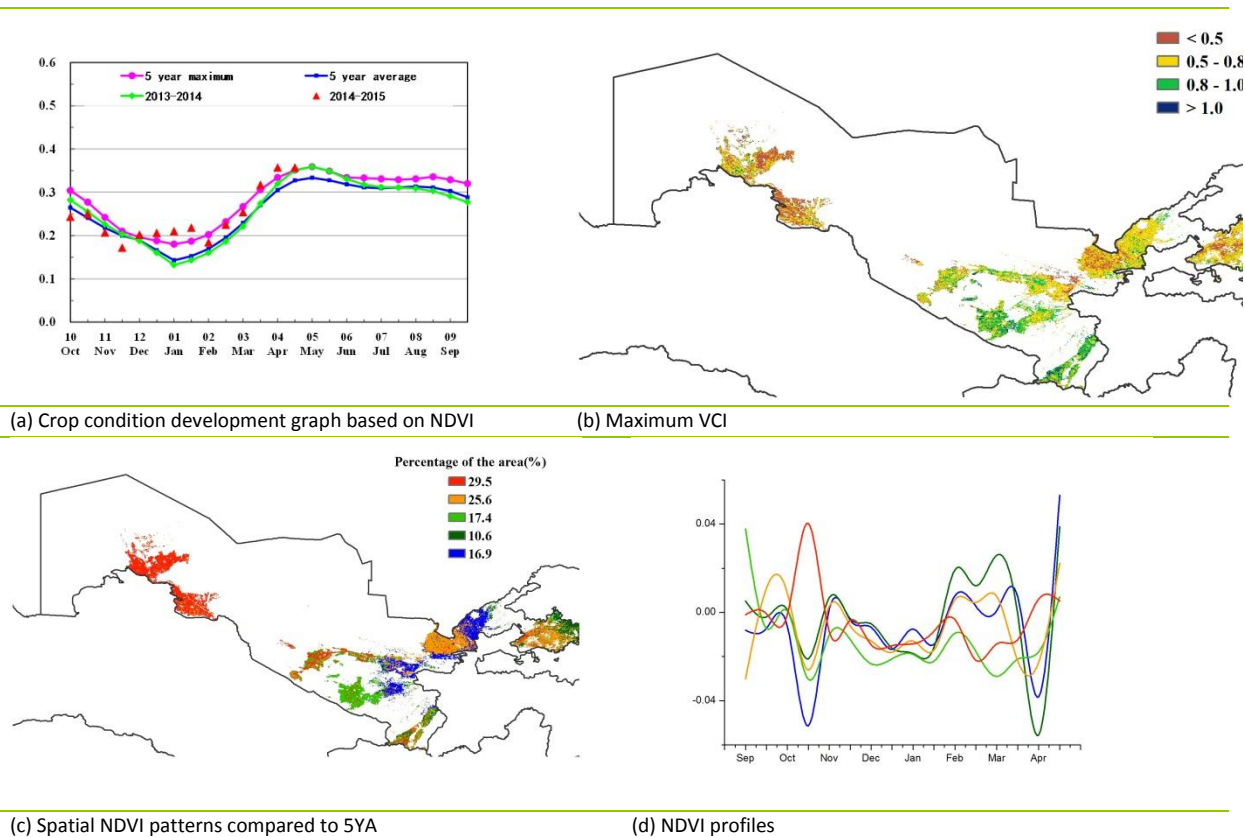 0.6
0.5
0.4
0.3
0.2
0.1
0.0
5 year maximum
5 year average
2013-2014
2014-2015
10 11 12 01 02 03 04 05 06 07 08 09
Oct Nov Dec Jan Feb Mar Apr May Jun Jul Aug Sep
< 0.5
0.5 - 0.8
0.8 - 1.0
> 1.0
(a) Crop condition development graph based on NDVI
(b) Maximum VCI
Percentage of the area(%)
29.5
25.6
17.4
10.6
16.9
0.04
0.00
-0.04
Sep Oct Nov Dec Jan Feb Mar Apr
(c) Spatial NDVI patterns compared to 5YA
(d) NDVI profiles